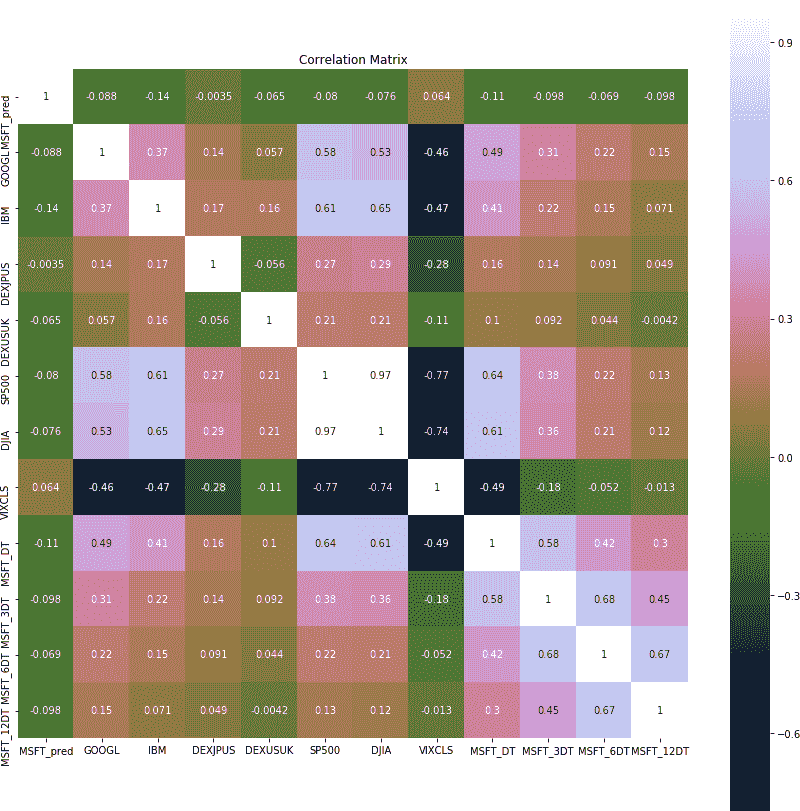 Correlation Matrix
MSFT_pred 1 -0.088 -0.14 -0.0035 -0.065 -0.08 -0.076 0.064 -0.11 -0.098 -0.069 -0.098
GOOGL -0.088 1 0.37 0.14 0.057 0.58 0.53 -0.46 0.49 0.31 0.22 0.15
IBM -0.14 0.37 1 0.17 0.16 0.61 0.65 -0.47 0.41 0.22 0.15 0.071
DEXJPUS -0.0035 0.14 0.17 1 -0.056 0.27 0.29 -0.28 0.16 0.14 0.091 0.049
DEXUSUK -0.065 0.057 0.16 -0.056 1 0.21 0.21 -0.11 0.1 0.092 0.044 -0.0042
SP500 -0.08 0.58 0.61 0.27 0.21 1 0.97 -0.77 0.64 0.38 0.22 0.13
DJIA -0.076 0.53 0.65 0.29 0.21 0.97 1 -0.74 0.61 0.36 0.21 0.12
VIXCLS 0.064 -0.46 -0.47 -0.28 -0.11 -0.77 -0.74 1 -0.49 -0.18 -0.052 -0.013
MSFT_DT -0.11 0.49 0.41 0.16 0.1 0.64 0.61 -0.49 1 0.58 0.42 0.3
MSFT_3DT -0.098 0.31 0.22 0.14 0.092 0.38 0.36 -0.18 0.58 1 0.68 0.45
MSFT_6DT -0.069 0.22 0.15 0.091 0.044 0.22 0.21 -0.052 0.42 0.68 1 0.67
MSFT_12DT -0.098 0.15 0.071 0.049 -0.0042 0.13 0.12 -0.013 0.3 0.45 0.67 1
MSFT_pred GOOGL IBM DEXJPUS DEXUSUK SP500 DJIA VIXCLS MSFT_DT MSFT_3DT MSFT_6DT MSFT_12DT
0.9
0.6
0.3
0.0
-0.3
-0.6